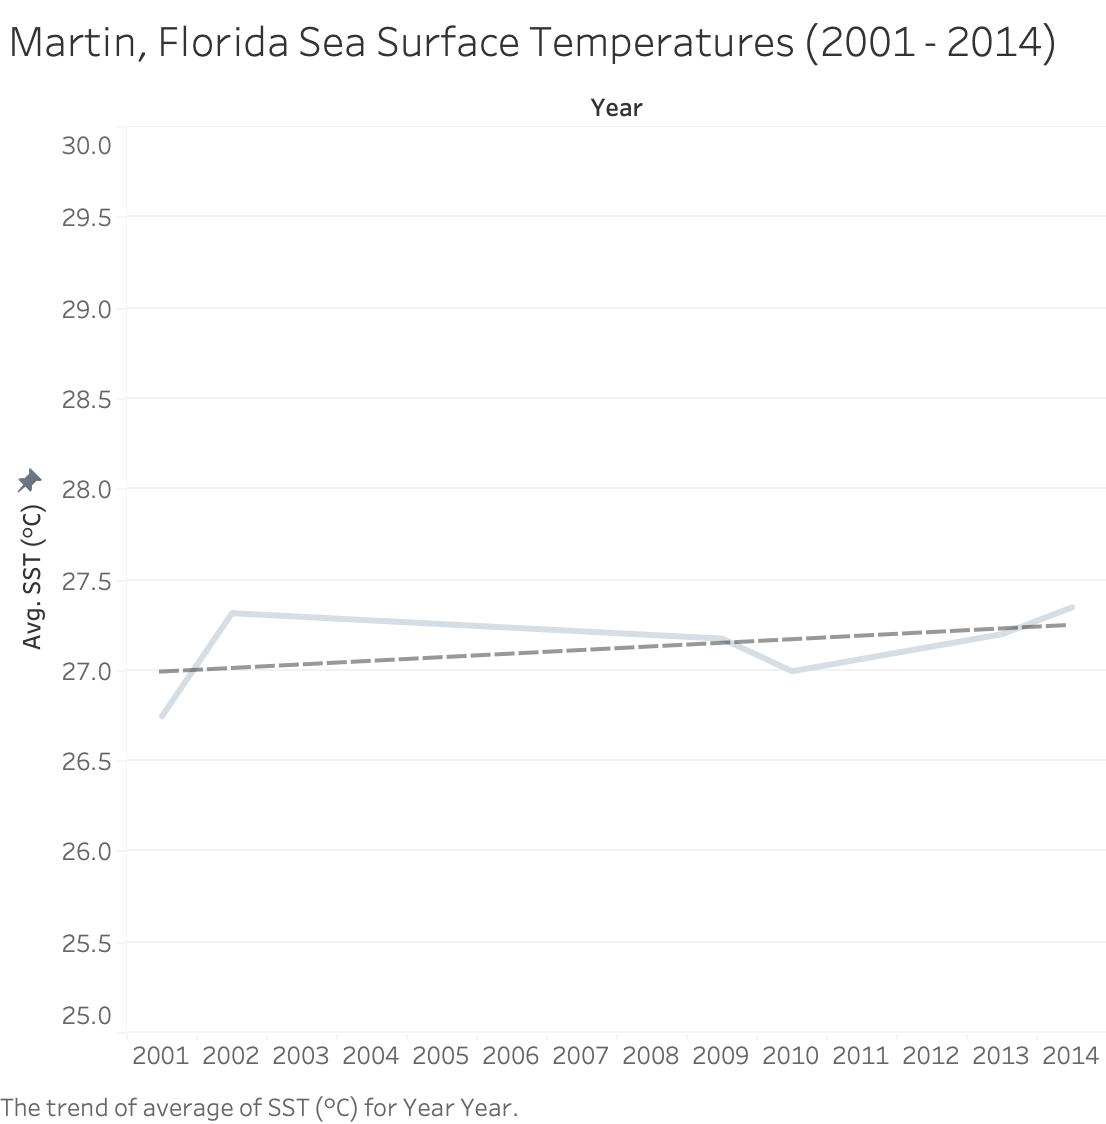 Martin, Florida Sea Surface Temperatures (2001 - 2014)
Year
30.0
29.5
29.0
28.5
28.0
27.5
27.0
26.5
26.0
25.5
25.0
Avg. SST (°C)
2001 2002 2003 2004 2005 2006 2007 2008 2009 2010 2011 2012 2013 2014
The trend of average of SST (°C) for Year Year.